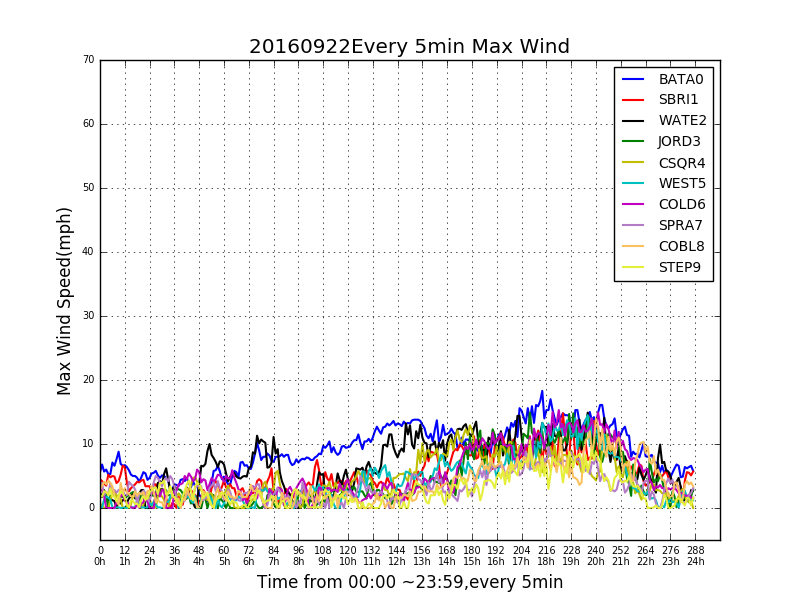 20160922Every 5min Max Wind
70
60
50
40
30
20
10
0
Max Wind Speed(mph)
BATA0
SBRI1
WATE2
JORD3
CSQR4
WEST5
COLD6
SPRA7
COBL8
STEP9
0 12 24 36 48 60 72 84 96 108 120 132 144 156 168 180 192 204 216 228 240 252 264 276 288
0h 1h 2h 3h 4h 5h 6h 7h 8h 9h 10h 11h 12h 13h 14h 15h 16h 17h 18h 19h 20h 21h 22h 23h 24h
Time from 00:00 ~23:59,every 5min